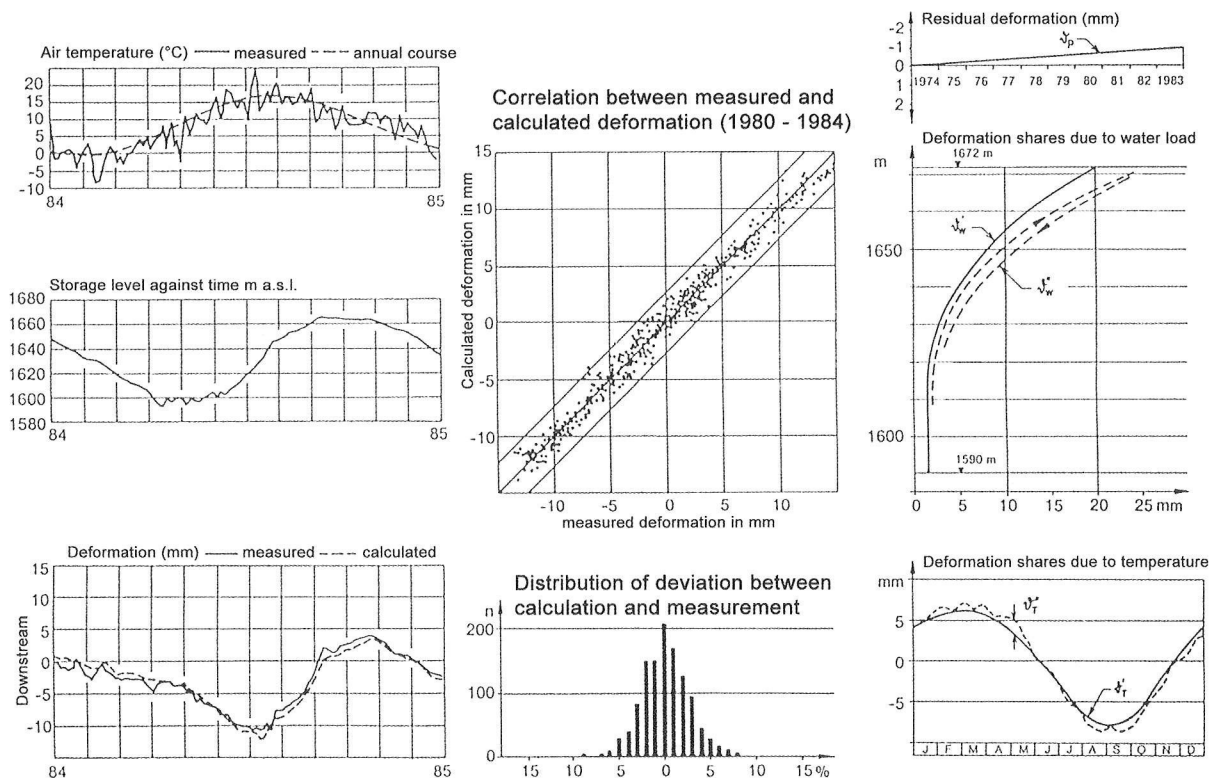 Air temperature (°C) measured annual course
20
15
10
5
0
-5
-10
84 85
Storage level against time m a.s.l.
1680
1660
1640
1620
1600
1580
84 85
Deformation (mm) measured calculated
15
10
5
0
-5
-10
Downstream
84 85
Correlation between measured and
calculated deformation (1980 - 1984)
Calculated deformation in mm
15
10
5
0
-5
-10
-10 -5 0 5 10
measured deformation in mm
Distribution of deviation between
calculation and measurement
n
200
100
0
15 10 5 0 5 10 15 %
Residual deformation (mm)
-2
-1
0
1
2
ϑp
1974 75 76 77 78 79 80 81 82 1983
Deformation shares due to water load
m
1672 m
1650
1600
1590 m
ϑ'w
ϑ"w
0 5 10 15 20 25 mm
Deformation shares due to temperature
mm
5
0
-5
ϑ"T
ϑ'T
J F M A M J J A S O N D